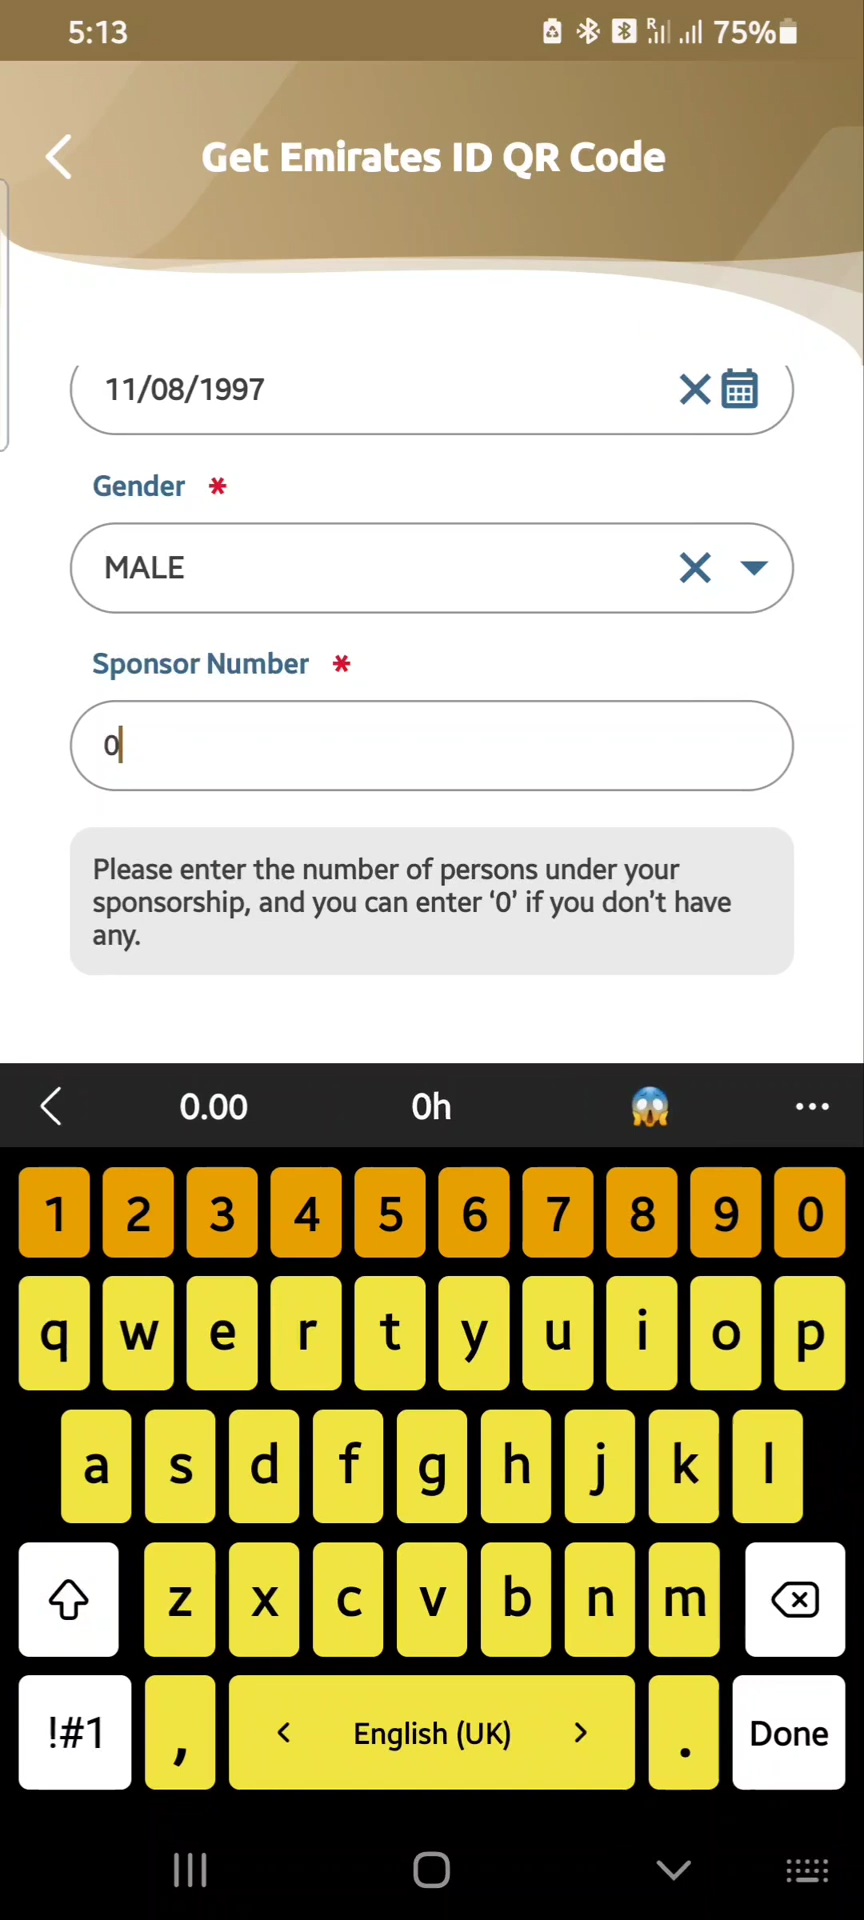 5:13
R
75%
Get Emirates ID QR Code
11/08/1997
Gender *
MALE
Sponsor Number *
0
Please enter the number of persons under your
sponsorship, and you can enter ‘0’ if you don’t have
any.
0.00 0h 😱 ...
1 2 3 4 5 6 7 8 9 0
q w e r t y u i o p
a s d f g h j k l
z x c v b n m
!#1 , < English (UK) > . Done